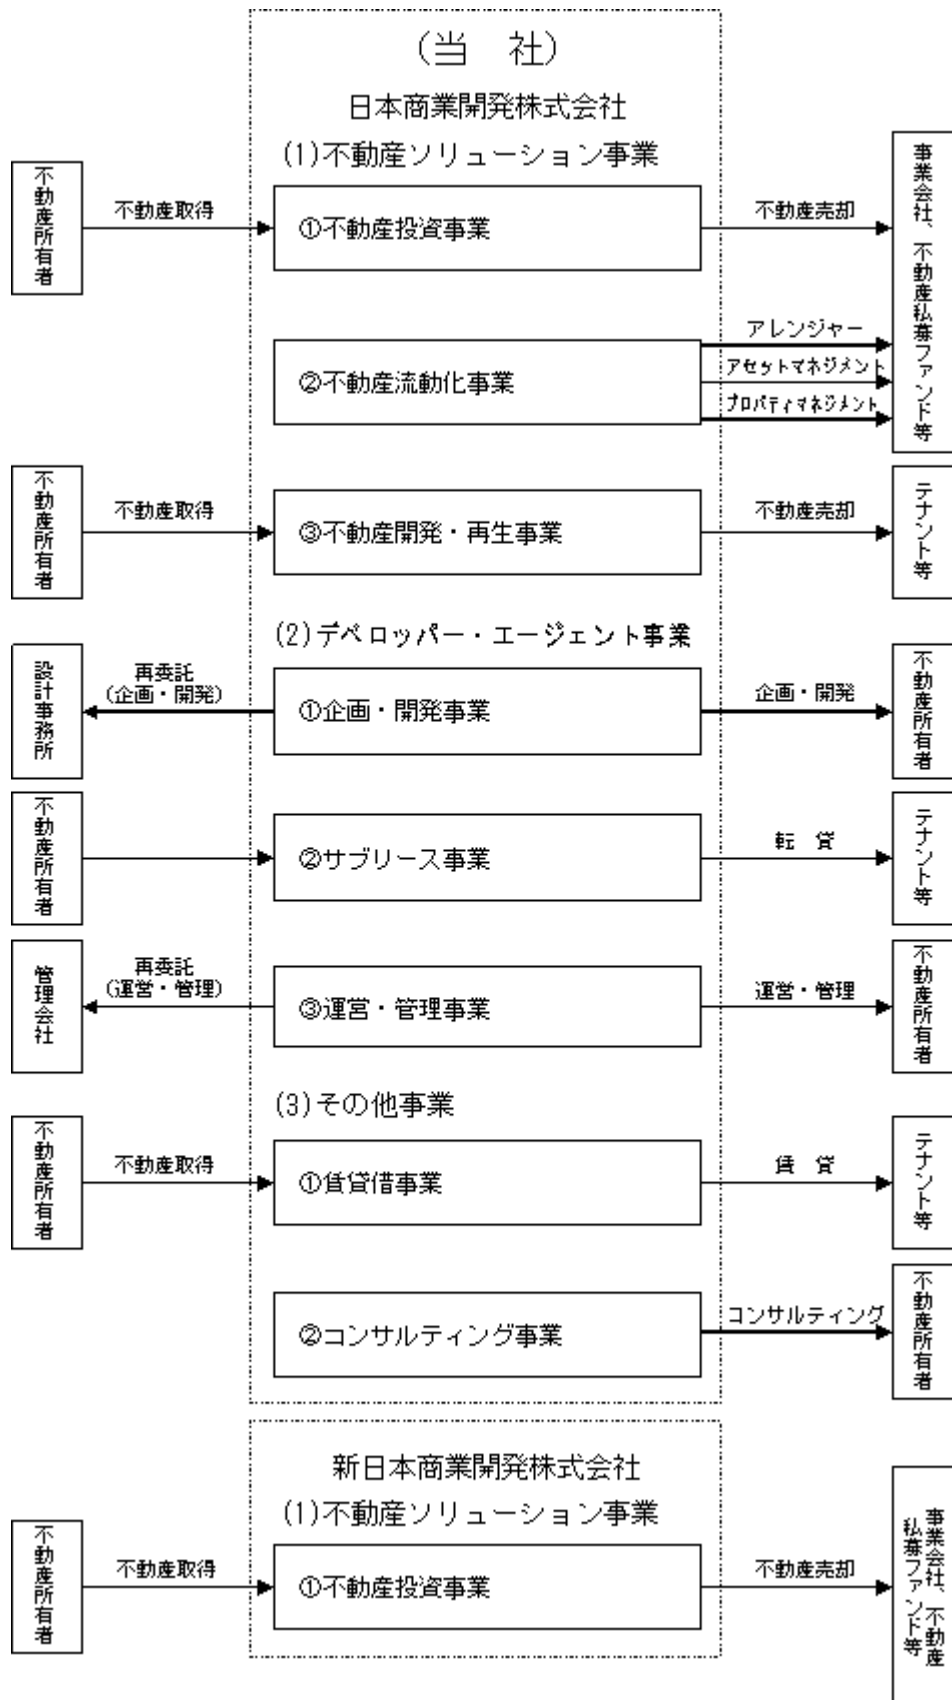 (当 社)
日本商業開発株式会社
(1)不動産ソリューション事業
不動産所有者
不動産取得
①不動産投資事業
不動産売却
事業会社、不動産私募ファンド等
②不動産流動化事業
アレンジャー
アセットマネジメント
プロパティマネジメント
不動産所有者
不動産取得
③不動産開発・再生事業
不動産売却
テナント等
(2)デベロッパー・エージェント事業
設計事務所
再委託
(企画・開発)
①企画・開発事業
企画・開発
不動産所有者
不動産所有者
②サブリース事業
転 貸
テナント等
管理会社
再委託
(運営・管理)
③運営・管理事業
運営・管理
不動産所有者
(3)その他事業
不動産所有者
不動産取得
①賃貸借事業
賃 貸
テナント等
②コンサルティング事業
コンサルティング
不動産所有者
新日本商業開発株式会社
(1)不動産ソリューション事業
不動産所有者
不動産取得
①不動産投資事業
不動産売却
事業会社、不動産
私募ファンド等